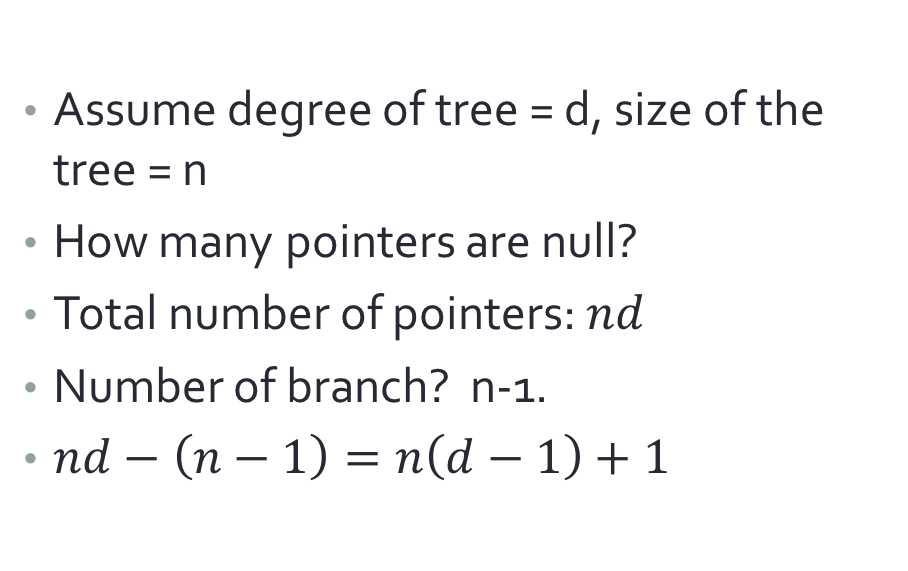 • Assume degree of tree = d, size of the
tree = n
• How many pointers are null?
• Total number of pointers: nd
• Number of branch?  n-1.
• nd − (n − 1) = n(d − 1) + 1